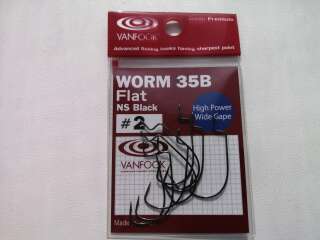 Premium
VANFOOK
Advanced fishing hooks having sharpest point
WORM 35B
Flat
NS Black
High Power
Wide Gape
#2
VANFOOK
Made